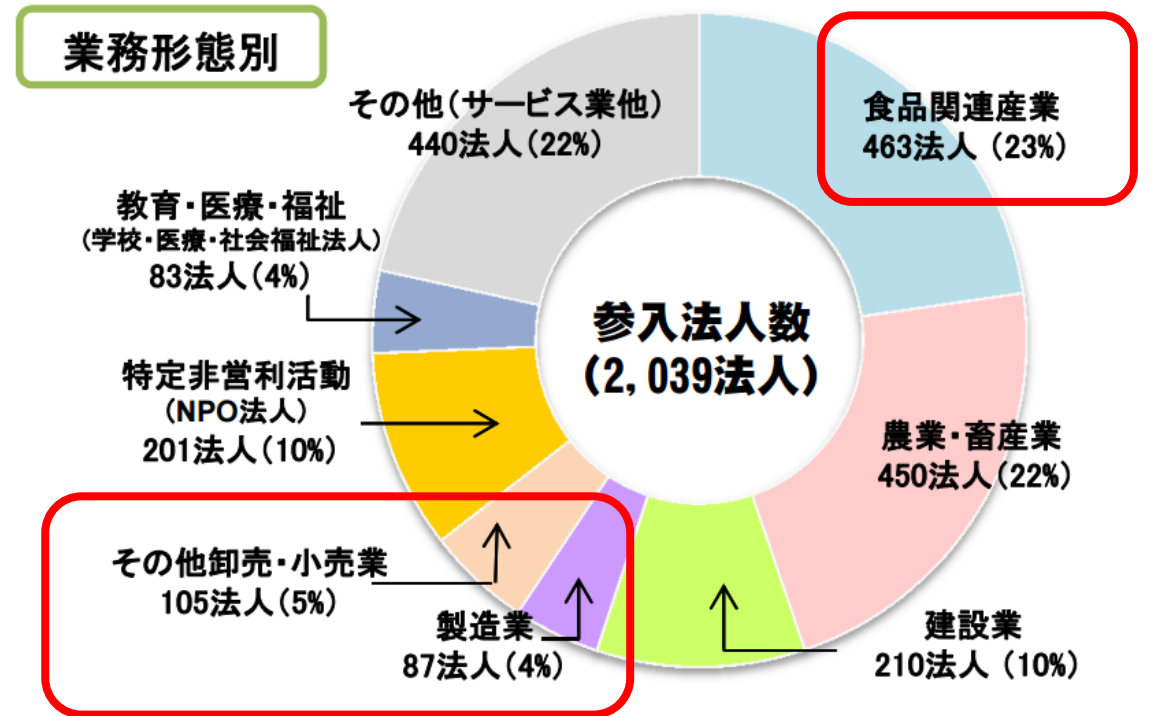 業務形態別
食品関連産業
463法人 (23%)
農業・畜産業
450法人(22%)
建設業
210法人 (10%)
製造業
87法人(4%)
その他卸売・小売業
105法人(5%)
特定非営利活動
(NPO法人)
201法人(10%)
教育・医療・福祉
(学校・医療・社会福祉法人)
83法人(4%)
その他(サービス業他)
440法人(22%)
参入法人数
(2,039法人)